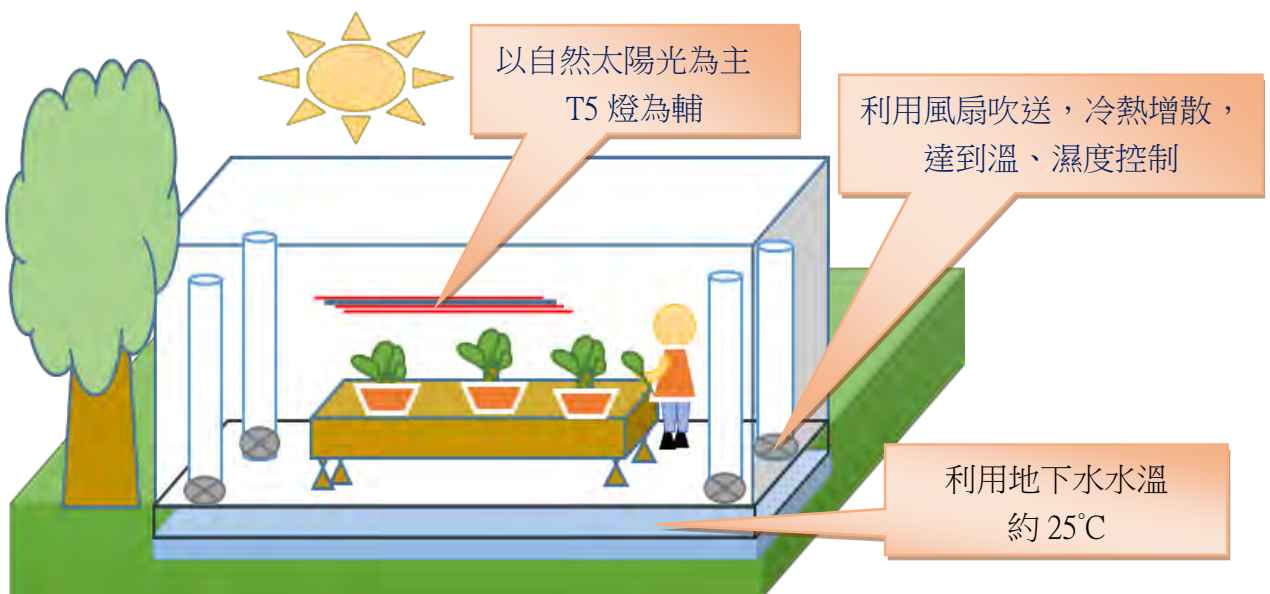 以自然太陽光為主
T5 燈為輔
利用風扇吹送，冷熱增散，
達到溫、濕度控制
利用地下水水溫
約 25℃